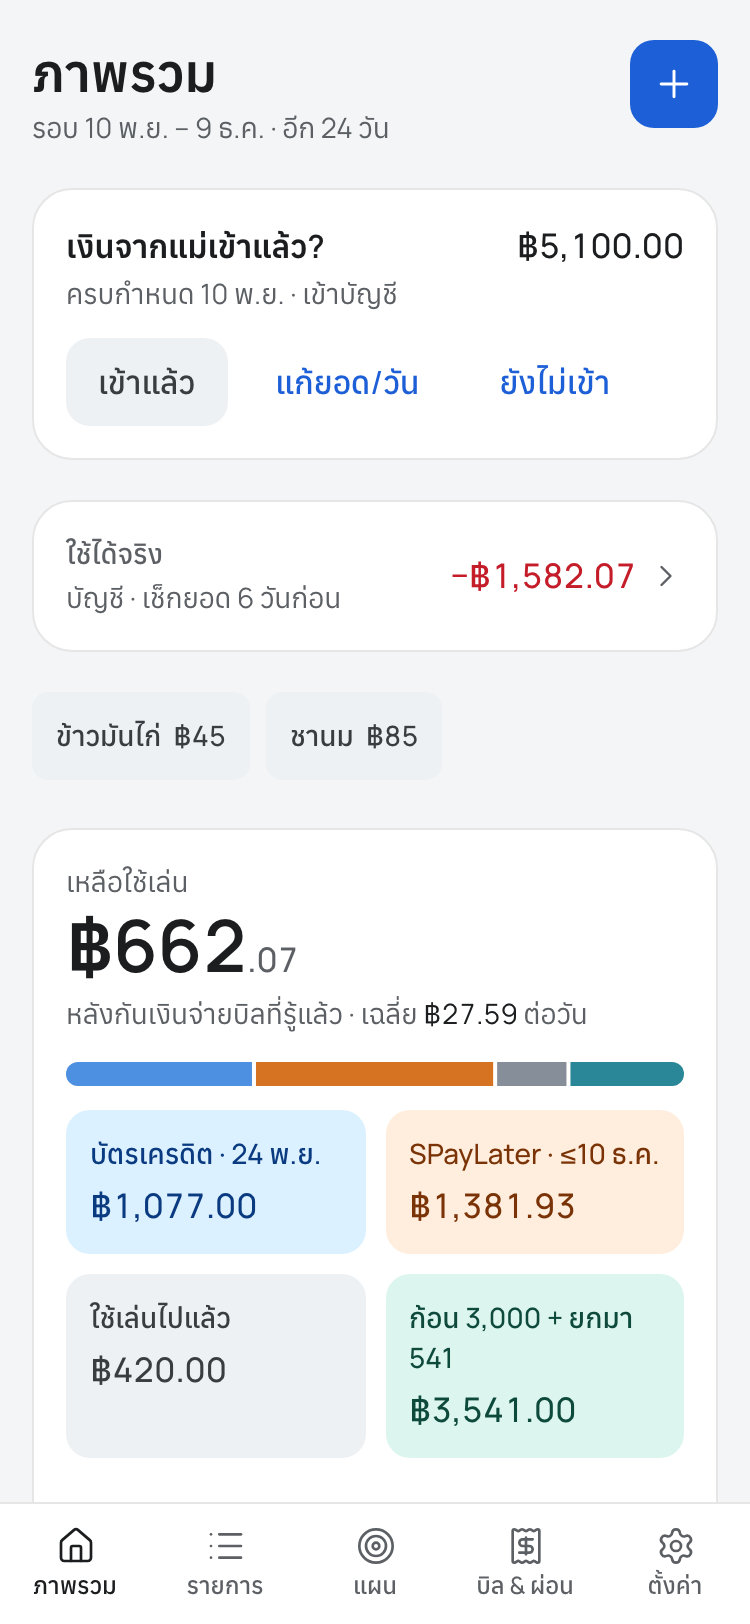 ภาพรวม
รอบ 10 พ.ย. – 9 ธ.ค. · อีก 24 วัน
เงินจากแม่เข้าแล้ว? ฿5,100.00
ครบกำหนด 10 พ.ย. · เข้าบัญชี
เข้าแล้ว แก้ยอด/วัน ยังไม่เข้า
ใช้ได้จริง
บัญชี · เช็กยอด 6 วันก่อน
−฿1,582.07
ข้าวมันไก่ ฿45 ชานม ฿85
เหลือใช้เล่น
฿662.07
หลังกันเงินจ่ายบิลที่รู้แล้ว · เฉลี่ย ฿27.59 ต่อวัน
บัตรเครดิต · 24 พ.ย.
฿1,077.00
SPayLater · ≤10 ธ.ค.
฿1,381.93
ใช้เล่นไปแล้ว
฿420.00
ก้อน 3,000 + ยกมา
541
฿3,541.00
ภาพรวม รายการ แผน บิล & ผ่อน ตั้งค่า